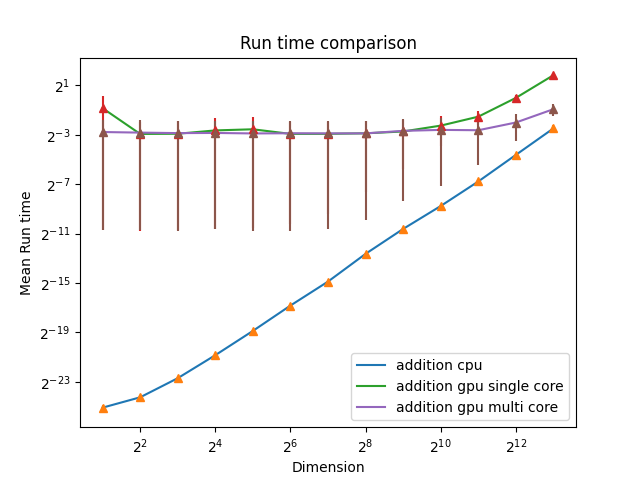 Run time comparison
2^1
2^-3
2^-7
2^-11
2^-15
2^-19
2^-23
Mean Run time
addition cpu
addition gpu single core
addition gpu multi core
2^2 2^4 2^6 2^8 2^10 2^12
Dimension